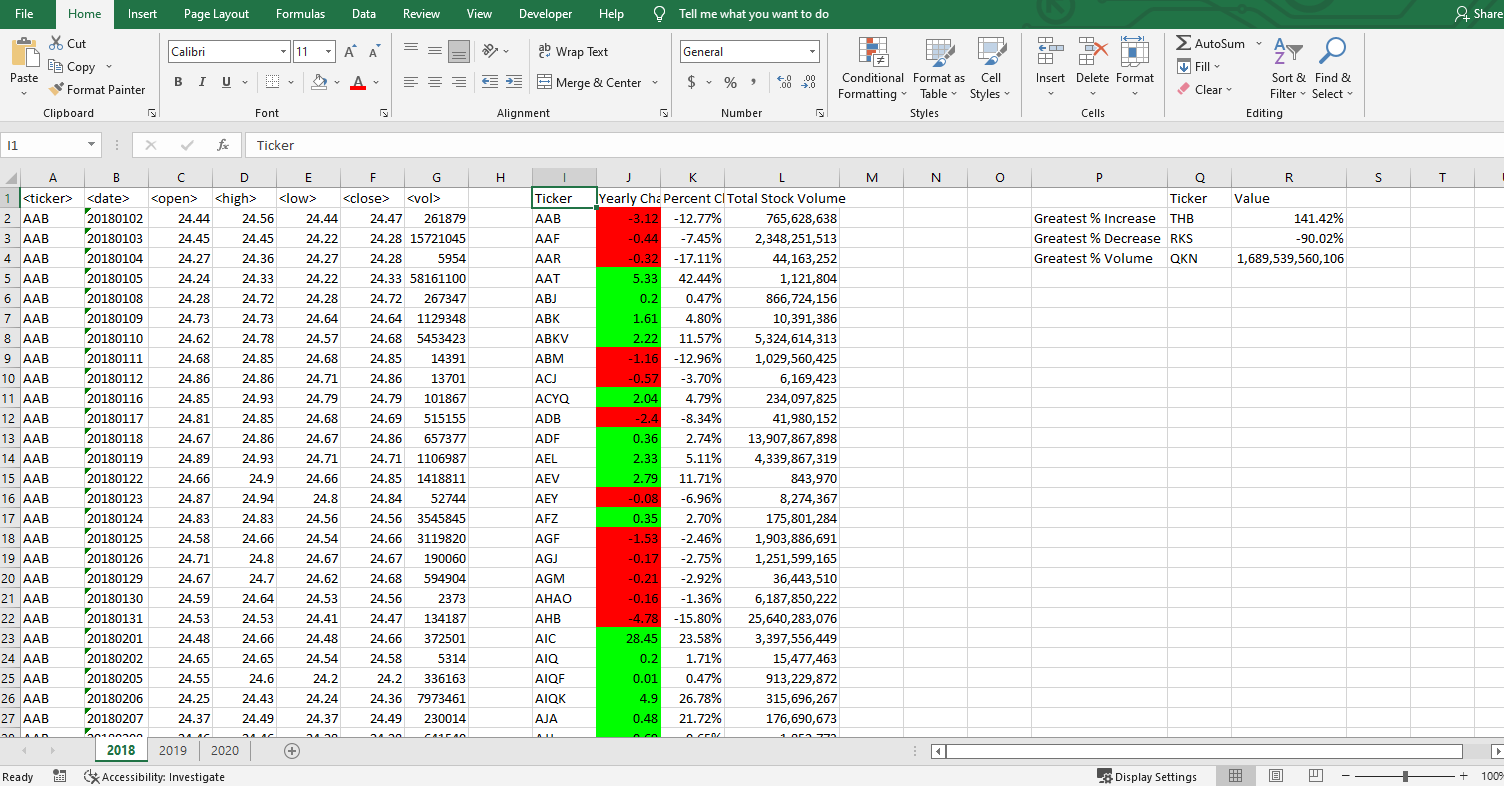 File Home Insert Page Layout Formulas Data Review View Developer Help Tell me what you want to do Share
Paste Cut Copy Format Painter Clipboard
Calibri 11 A A B I U A Font
ab Wrap Text Merge & Center Alignment
General $ % , Number
Conditional Formatting Format as Table Cell Styles Styles
Insert Delete Format Cells
AutoSum Fill Clear Sort & Filter Find & Select Editing
I1 fx Ticker
A B C D E F G H I J K L M N O P Q R S T
1 <ticker> <date> <open> <high> <low> <close> <vol> Ticker Yearly Cha Percent Cl Total Stock Volume Ticker Value
2 AAB 20180102 24.44 24.56 24.44 24.47 261879 AAB -3.12 -12.77% 765,628,638 Greatest % Increase THB 141.42%
3 AAB 20180103 24.45 24.45 24.22 24.28 15721045 AAF -0.44 -7.45% 2,348,251,513 Greatest % Decrease RKS -90.02%
4 AAB 20180104 24.27 24.36 24.27 24.28 5954 AAR -0.32 -17.11% 44,163,252 Greatest % Volume QKN 1,689,539,560,106
5 AAB 20180105 24.24 24.33 24.22 24.33 58161100 AAT 5.33 42.44% 1,121,804
6 AAB 20180108 24.28 24.72 24.28 24.72 267347 ABJ 0.2 0.47% 866,724,156
7 AAB 20180109 24.73 24.73 24.64 24.64 1129348 ABK 1.61 4.80% 10,391,386
8 AAB 20180110 24.62 24.78 24.57 24.68 5453423 ABKV 2.22 11.57% 5,324,614,313
9 AAB 20180111 24.68 24.85 24.68 24.85 14391 ABM -1.16 -12.96% 1,029,560,425
10 AAB 20180112 24.86 24.86 24.71 24.86 13701 ACJ -0.57 -3.70% 6,169,423
11 AAB 20180116 24.85 24.93 24.79 24.79 101867 ACYQ 2.04 4.79% 234,097,825
12 AAB 20180117 24.81 24.85 24.68 24.69 515155 ADB -2.4 -8.34% 41,980,152
13 AAB 20180118 24.67 24.86 24.67 24.86 657377 ADF 0.36 2.74% 13,907,867,898
14 AAB 20180119 24.89 24.93 24.71 24.71 1106987 AEL 2.33 5.11% 4,339,867,319
15 AAB 20180122 24.66 24.9 24.66 24.85 1418811 AEV 2.79 11.71% 843,970
16 AAB 20180123 24.87 24.94 24.8 24.84 52744 AEY -0.08 -6.96% 8,274,367
17 AAB 20180124 24.83 24.83 24.56 24.56 3545845 AFZ 0.35 2.70% 175,801,284
18 AAB 20180125 24.58 24.66 24.54 24.66 3119820 AGF -1.53 -2.46% 1,903,886,691
19 AAB 20180126 24.71 24.8 24.67 24.67 190060 AGJ -0.17 -2.75% 1,251,599,165
20 AAB 20180129 24.67 24.7 24.62 24.68 594904 AGM -0.21 -2.92% 36,443,510
21 AAB 20180130 24.59 24.64 24.53 24.56 2373 AHAO -0.16 -1.36% 6,187,850,222
22 AAB 20180131 24.53 24.53 24.41 24.47 134187 AHB -4.78 -15.80% 25,640,283,076
23 AAB 20180201 24.48 24.66 24.48 24.66 372501 AIC 28.45 23.58% 3,397,556,449
24 AAB 20180202 24.65 24.65 24.54 24.58 5314 AIQ 0.2 1.71% 15,477,463
25 AAB 20180205 24.55 24.6 24.2 24.2 336163 AIQF 0.01 0.47% 913,229,872
26 AAB 20180206 24.25 24.43 24.24 24.36 7973461 AIQK 4.9 26.78% 315,696,267
27 AAB 20180207 24.37 24.49 24.37 24.49 230014 AJA 0.48 21.72% 176,690,673
2018 2019 2020
Ready Accessibility: Investigate Display Settings 100%